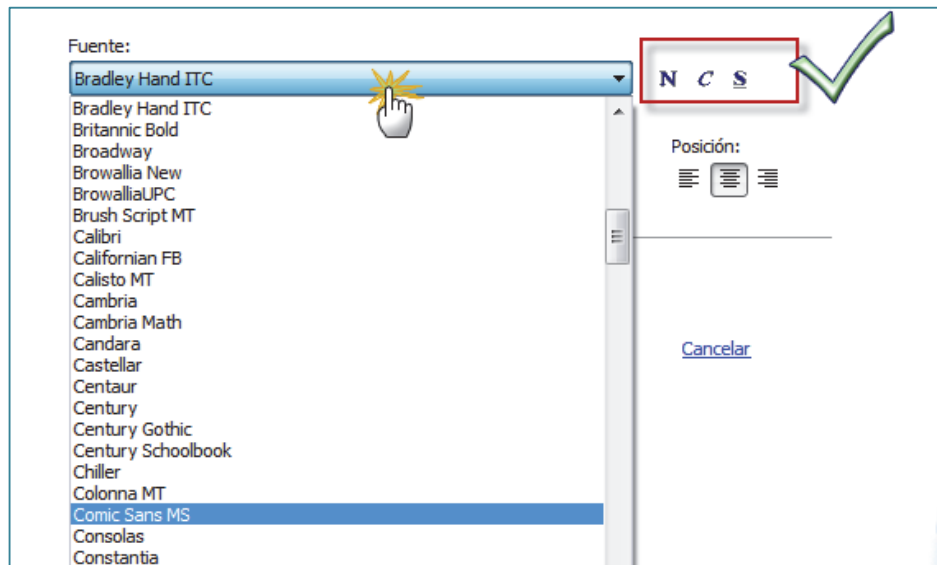 Fuente:
Bradley Hand ITC
N C S
Bradley Hand ITC
Britannic Bold
Broadway
Browallia New
BrowalliaUPC
Brush Script MT
Calibri
Californian FB
Calisto MT
Cambria
Cambria Math
Candara
Castellar
Centaur
Century
Century Gothic
Century Schoolbook
Chiller
Colonna MT
Comic Sans MS
Consolas
Constantia
Posición:
Cancelar